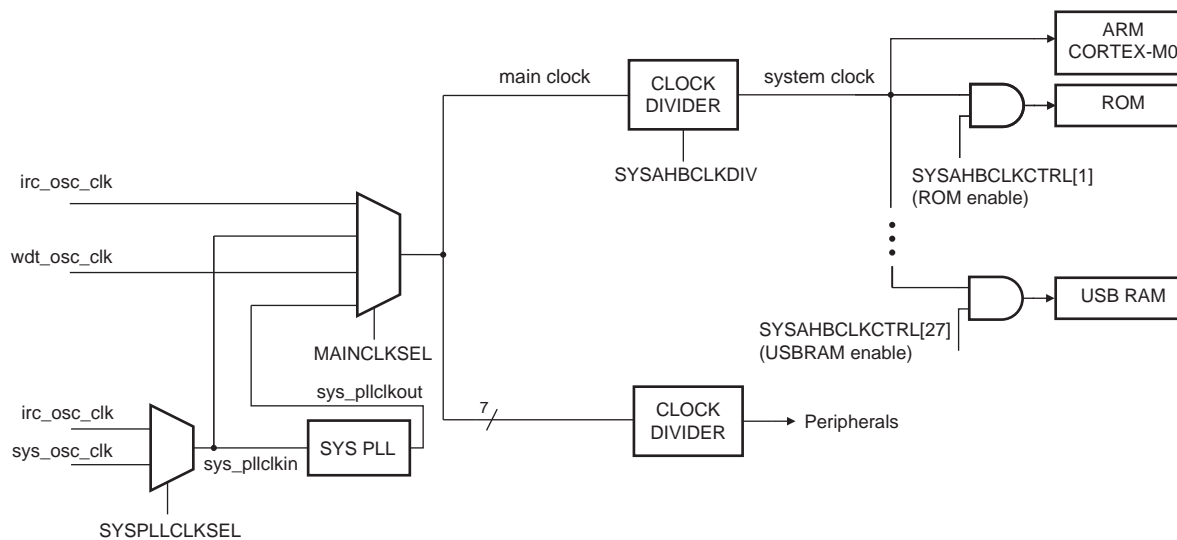 ARM
CORTEX-M0
main clock
CLOCK
DIVIDER
system clock
ROM
SYSAHBCLKDIV
SYSAHBCLKCTRL[1]
(ROM enable)
irc_osc_clk
wdt_osc_clk
USB RAM
SYSAHBCLKCTRL[27]
(USBRAM enable)
MAINCLKSEL
sys_pllclkout
irc_osc_clk
7
CLOCK
DIVIDER
Peripherals
sys_osc_clk
SYS PLL
sys_pllclkin
SYSPLLCLKSEL